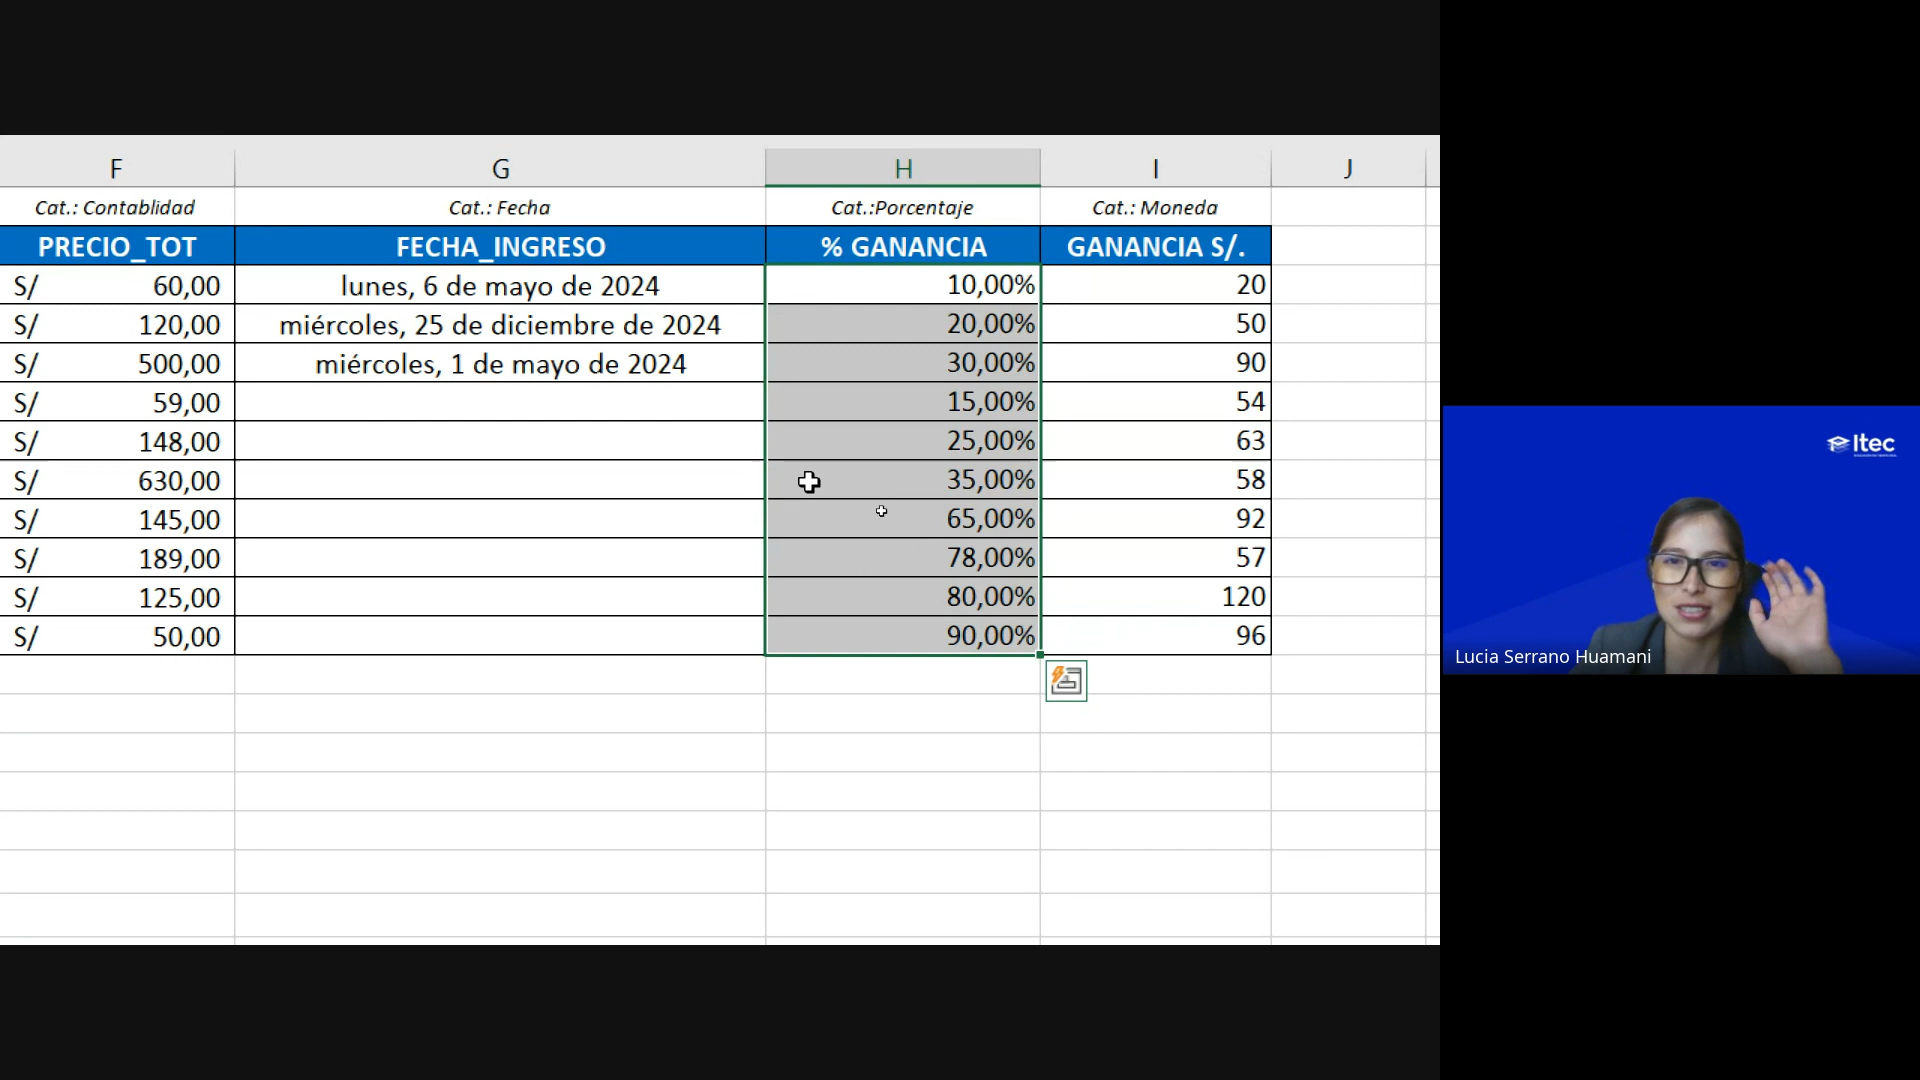 F G H I J
Cat.: Contablidad Cat.: Fecha Cat.:Porcentaje Cat.: Moneda
PRECIO_TOT FECHA_INGRESO % GANANCIA GANANCIA S/.
S/ 60,00 lunes, 6 de mayo de 2024 10,00% 20
S/ 120,00 miércoles, 25 de diciembre de 2024 20,00% 50
S/ 500,00 miércoles, 1 de mayo de 2024 30,00% 90
S/ 59,00 15,00% 54
S/ 148,00 25,00% 63
S/ 630,00 35,00% 58
S/ 145,00 65,00% 92
S/ 189,00 78,00% 57
S/ 125,00 80,00% 120
S/ 50,00 90,00% 96
Itec
Lucia Serrano Huamani